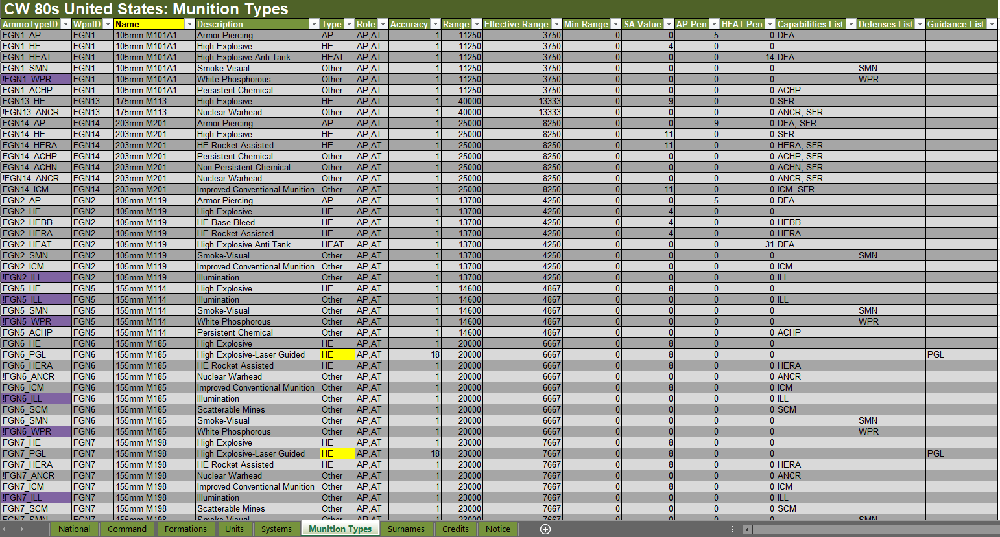 CW 80s United States: Munition Types
AmmoTypeID WpnID Name Description Type Role Accuracy Range Effective Range Min Range SA Value AP Pen HEAT Pen Capabilities List Defenses List Guidance List
FGN1_AP FGN1 105mm M101A1 Armor Piercing AP AP,AT 1 11250 3750 0 0 5 0 DFA
FGN1_HE FGN1 105mm M101A1 High Explosive HE AP,AT 1 11250 3750 0 4 0 0
FGN1_HEAT FGN1 105mm M101A1 High Explosive Anti Tank HEAT AP,AT 1 11250 3750 0 0 0 14 DFA
FGN1_SMN FGN1 105mm M101A1 Smoke-Visual Other AP,AT 1 11250 3750 0 0 0 0 SMN
!FGN1_WPR FGN1 105mm M101A1 White Phosphorous Other AP,AT 1 11250 3750 0 0 0 0 WPR
FGN1_ACHP FGN1 105mm M101A1 Persistent Chemical Other AP,AT 1 11250 3750 0 0 0 0 ACHP
FGN13_HE FGN13 175mm M113 High Explosive HE AP,AT 1 40000 13333 0 9 0 0 SFR
!FGN13_ANCR FGN13 175mm M113 Nuclear Warhead Other AP,AT 1 40000 13333 0 0 0 0 ANCR, SFR
FGN14_AP FGN14 203mm M201 Armor Piercing AP AP,AT 1 25000 8250 0 0 9 0 DFA, SFR
FGN14_HE FGN14 203mm M201 High Explosive HE AP,AT 1 25000 8250 0 11 0 0 SFR
FGN14_HERA FGN14 203mm M201 HE Rocket Assisted HE AP,AT 1 25000 8250 0 11 0 0 HERA, SFR
FGN14_ACHP FGN14 203mm M201 Persistent Chemical Other AP,AT 1 25000 8250 0 0 0 0 ACHP, SFR
FGN14_ACHN FGN14 203mm M201 Non-Persistent Chemical Other AP,AT 1 25000 8250 0 0 0 0 ACHN, SFR
!FGN14_ANCR FGN14 203mm M201 Nuclear Warhead Other AP,AT 1 25000 8250 0 0 0 0 ANCR, SFR
FGN14_ICM FGN14 203mm M201 Improved Conventional Munition Other AP,AT 1 25000 8250 0 11 0 0 ICM. SFR
FGN2_AP FGN2 105mm M119 Armor Piercing AP AP,AT 1 13700 4250 0 0 5 0 DFA
FGN2_HE FGN2 105mm M119 High Explosive HE AP,AT 1 13700 4250 0 4 0 0
FGN2_HEBB FGN2 105mm M119 HE Base Bleed HE AP,AT 1 13700 4250 0 4 0 0 HEBB
FGN2_HERA FGN2 105mm M119 HE Rocket Assisted HE AP,AT 1 13700 4250 0 4 0 0 HERA
FGN2_HEAT FGN2 105mm M119 High Explosive Anti Tank HEAT AP,AT 1 13700 4250 0 0 0 31 DFA
FGN2_SMN FGN2 105mm M119 Smoke-Visual Other AP,AT 1 13700 4250 0 0 0 0 SMN
FGN2_ICM FGN2 105mm M119 Improved Conventional Munition Other AP,AT 1 13700 4250 0 0 0 0 ICM
!FGN2_ILL FGN2 105mm M119 Illumination Other AP,AT 1 13700 4250 0 0 0 0 ILL
FGN5_HE FGN5 155mm M114 High Explosive HE AP,AT 1 14600 4867 0 8 0 0
!FGN5_ILL FGN5 155mm M114 Illumination Other AP,AT 1 14600 4867 0 0 0 0 ILL
FGN5_SMN FGN5 155mm M114 Smoke-Visual Other AP,AT 1 14600 4867 0 0 0 0 SMN
!FGN5_WPR FGN5 155mm M114 White Phosphorous Other AP,AT 1 14600 4867 0 0 0 0 WPR
FGN5_ACHP FGN5 155mm M114 Persistent Chemical Other AP,AT 1 14600 4867 0 0 0 0 ACHP
FGN6_HE FGN6 155mm M185 High Explosive HE AP,AT 1 20000 6667 0 8 0 0
FGN6_PGL FGN6 155mm M185 High Explosive-Laser Guided HE AP,AT 18 20000 6667 0 8 0 0 PGL
FGN6_HERA FGN6 155mm M185 HE Rocket Assisted HE AP,AT 1 20000 6667 0 8 0 0 HERA
!FGN6_ANCR FGN6 155mm M185 Nuclear Warhead Other AP,AT 1 20000 6667 0 0 0 0 ANCR
FGN6_ICM FGN6 155mm M185 Improved Conventional Munition Other AP,AT 1 20000 6667 0 8 0 0 ICM
!FGN6_ILL FGN6 155mm M185 Illumination Other AP,AT 1 20000 6667 0 0 0 0 ILL
FGN6_SCM FGN6 155mm M185 Scatterable Mines Other AP,AT 1 20000 6667 0 0 0 0 SCM
FGN6_SMN FGN6 155mm M185 Smoke-Visual Other AP,AT 1 20000 6667 0 0 0 0 SMN
!FGN6_WPR FGN6 155mm M185 White Phosphorous Other AP,AT 1 20000 6667 0 0 0 0 WPR
FGN7_HE FGN7 155mm M198 High Explosive HE AP,AT 1 23000 7667 0 8 0 0
FGN7_PGL FGN7 155mm M198 High Explosive-Laser Guided HE AP,AT 18 23000 7667 0 8 0 0 PGL
FGN7_HERA FGN7 155mm M198 HE Rocket Assisted HE AP,AT 1 23000 7667 0 8 0 0 HERA
!FGN7_ANCR FGN7 155mm M198 Nuclear Warhead Other AP,AT 1 23000 7667 0 0 0 0 ANCR
FGN7_ICM FGN7 155mm M198 Improved Conventional Munition Other AP,AT 1 23000 7667 0 8 0 0 ICM
!FGN7_ILL FGN7 155mm M198 Illumination Other AP,AT 1 23000 7667 0 0 0 0 ILL
FGN7_SCM FGN7 155mm M198 Scatterable Mines Other AP,AT 1 23000 7667 0 0 0 0 SCM
FGN7_SMN FGN7 155mm M198 Smoke-Visual Other AP,AT 1 23000 7667 0 0 0 0 SMN
National Command Formations Units Systems Munition Types Surnames Credits Notice